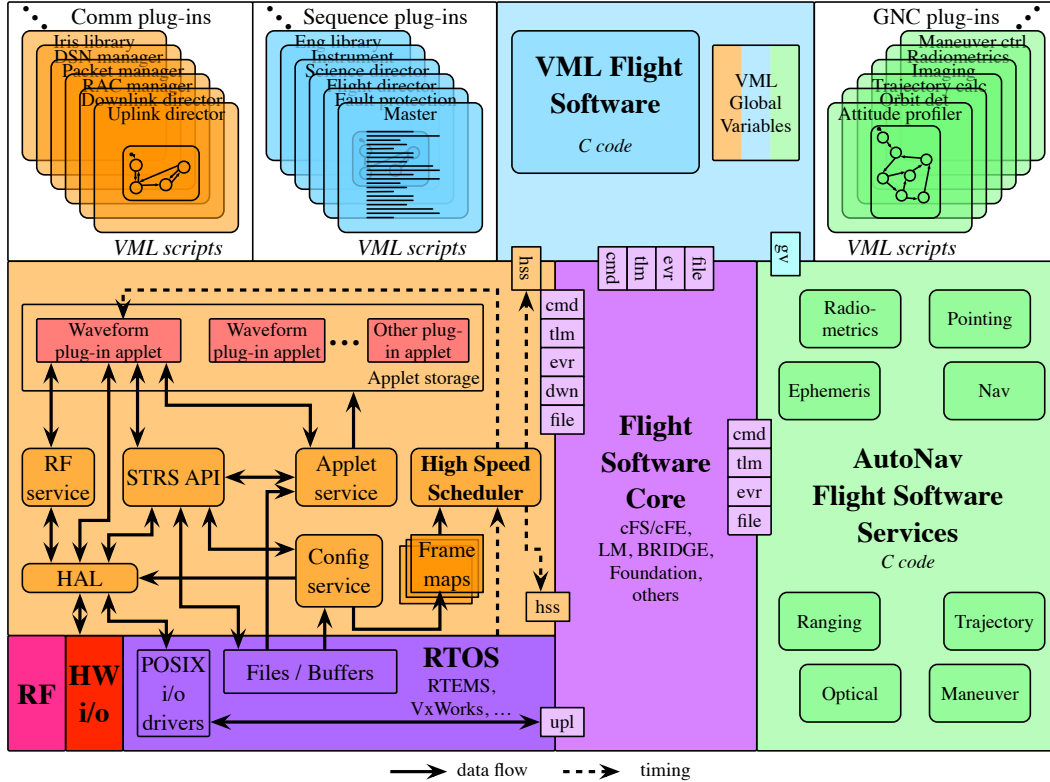 Comm plug-ins
Iris library
DSN manager
Packet manager
RAC manager
Downlink director
Uplink director
VML scripts
Sequence plug-ins
Eng library
Instrument
Science director
Flight director
Fault protection
Master
VML scripts
VML Flight
Software
C code
VML
Global
Variables
GNC plug-ins
Maneuver ctrl
Radiometrics
Imaging
Trajectory calc
Orbit det
Attitude profiler
VML scripts
hss
cmd
tlm
evr
file
gv
Waveform
plug-in applet
Waveform
plug-in applet
Other plug-
in applet
Applet storage
cmd
tlm
evr
dwn
file
RF
service
STRS API
Applet
service
High Speed
Scheduler
HAL
Config
service
Frame
maps
hss
Flight
Software
Core
cFS/cFE,
LM, BRIDGE,
Foundation,
others
cmd
tlm
evr
file
Radio-
metrics
Pointing
Ephemeris
Nav
AutoNav
Flight Software
Services
C code
Ranging
Trajectory
Optical
Maneuver
RF
HW
i/o
POSIX
i/o
drivers
Files / Buffers
RTOS
RTEMS,
VxWorks, …
upl
data flow
timing